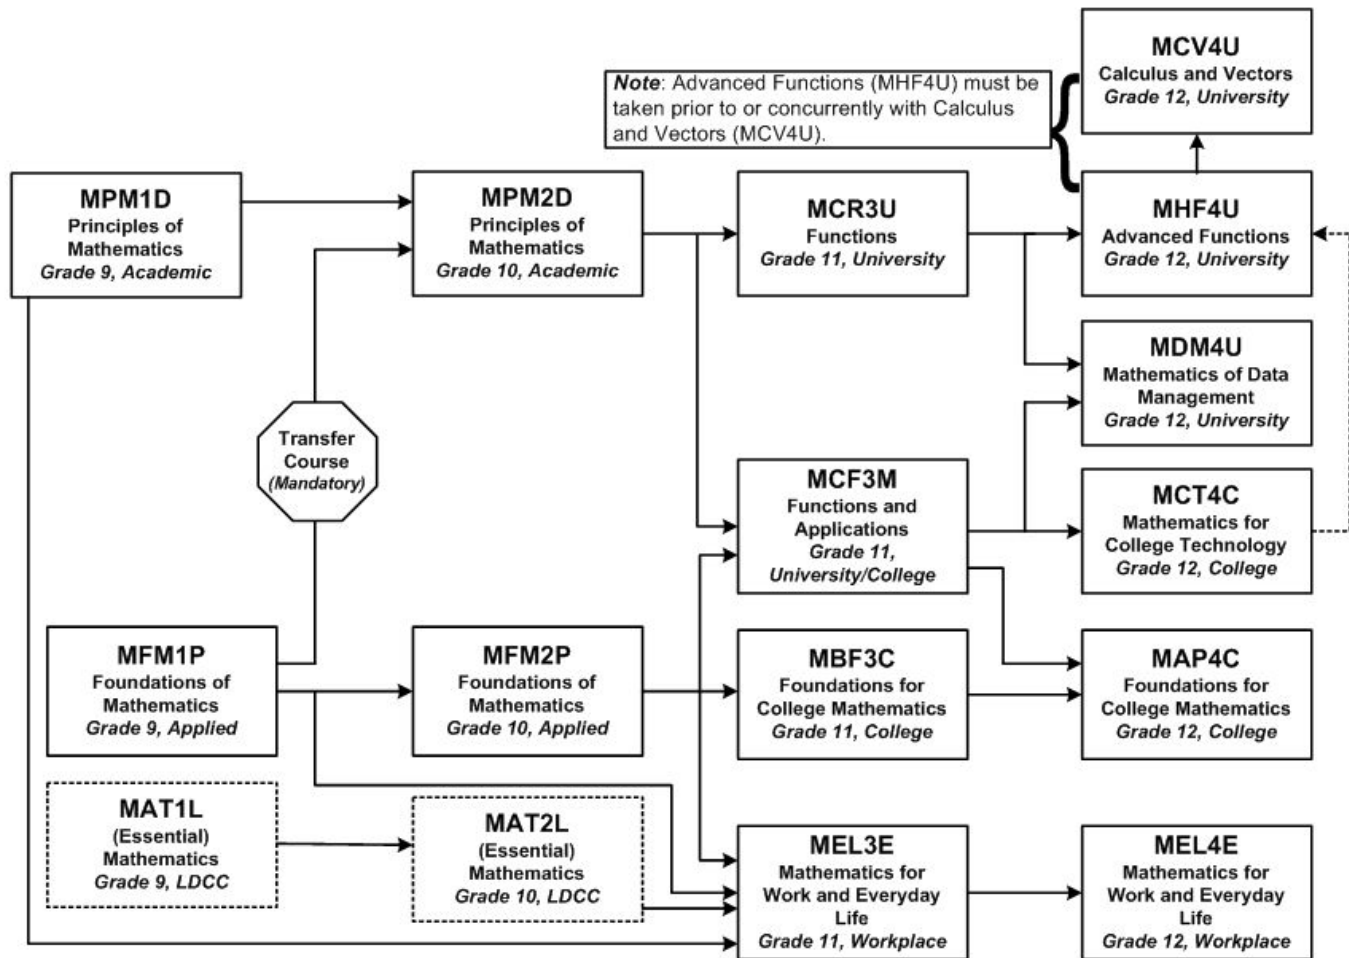 MCV4U
Calculus and Vectors
Grade 12, University
Note: Advanced Functions (MHF4U) must be
taken prior to or concurrently with Calculus
and Vectors (MCV4U).
MPM1D
Principles of
Mathematics
Grade 9, Academic
MPM2D
Principles of
Mathematics
Grade 10, Academic
MCR3U
Functions
Grade 11, University
MHF4U
Advanced Functions
Grade 12, University
MDM4U
Mathematics of Data
Management
Grade 12, University
Transfer
Course
(Mandatory)
MCF3M
Functions and
Applications
Grade 11,
University/College
MCT4C
Mathematics for
College Technology
Grade 12, College
MFM1P
Foundations of
Mathematics
Grade 9, Applied
MFM2P
Foundations of
Mathematics
Grade 10, Applied
MBF3C
Foundations for
College Mathematics
Grade 11, College
MAP4C
Foundations for
College Mathematics
Grade 12, College
MAT1L
(Essential)
Mathematics
Grade 9, LDCC
MAT2L
(Essential)
Mathematics
Grade 10, LDCC
MEL3E
Mathematics for
Work and Everyday
Life
Grade 11, Workplace
MEL4E
Mathematics for
Work and Everyday
Life
Grade 12, Workplace